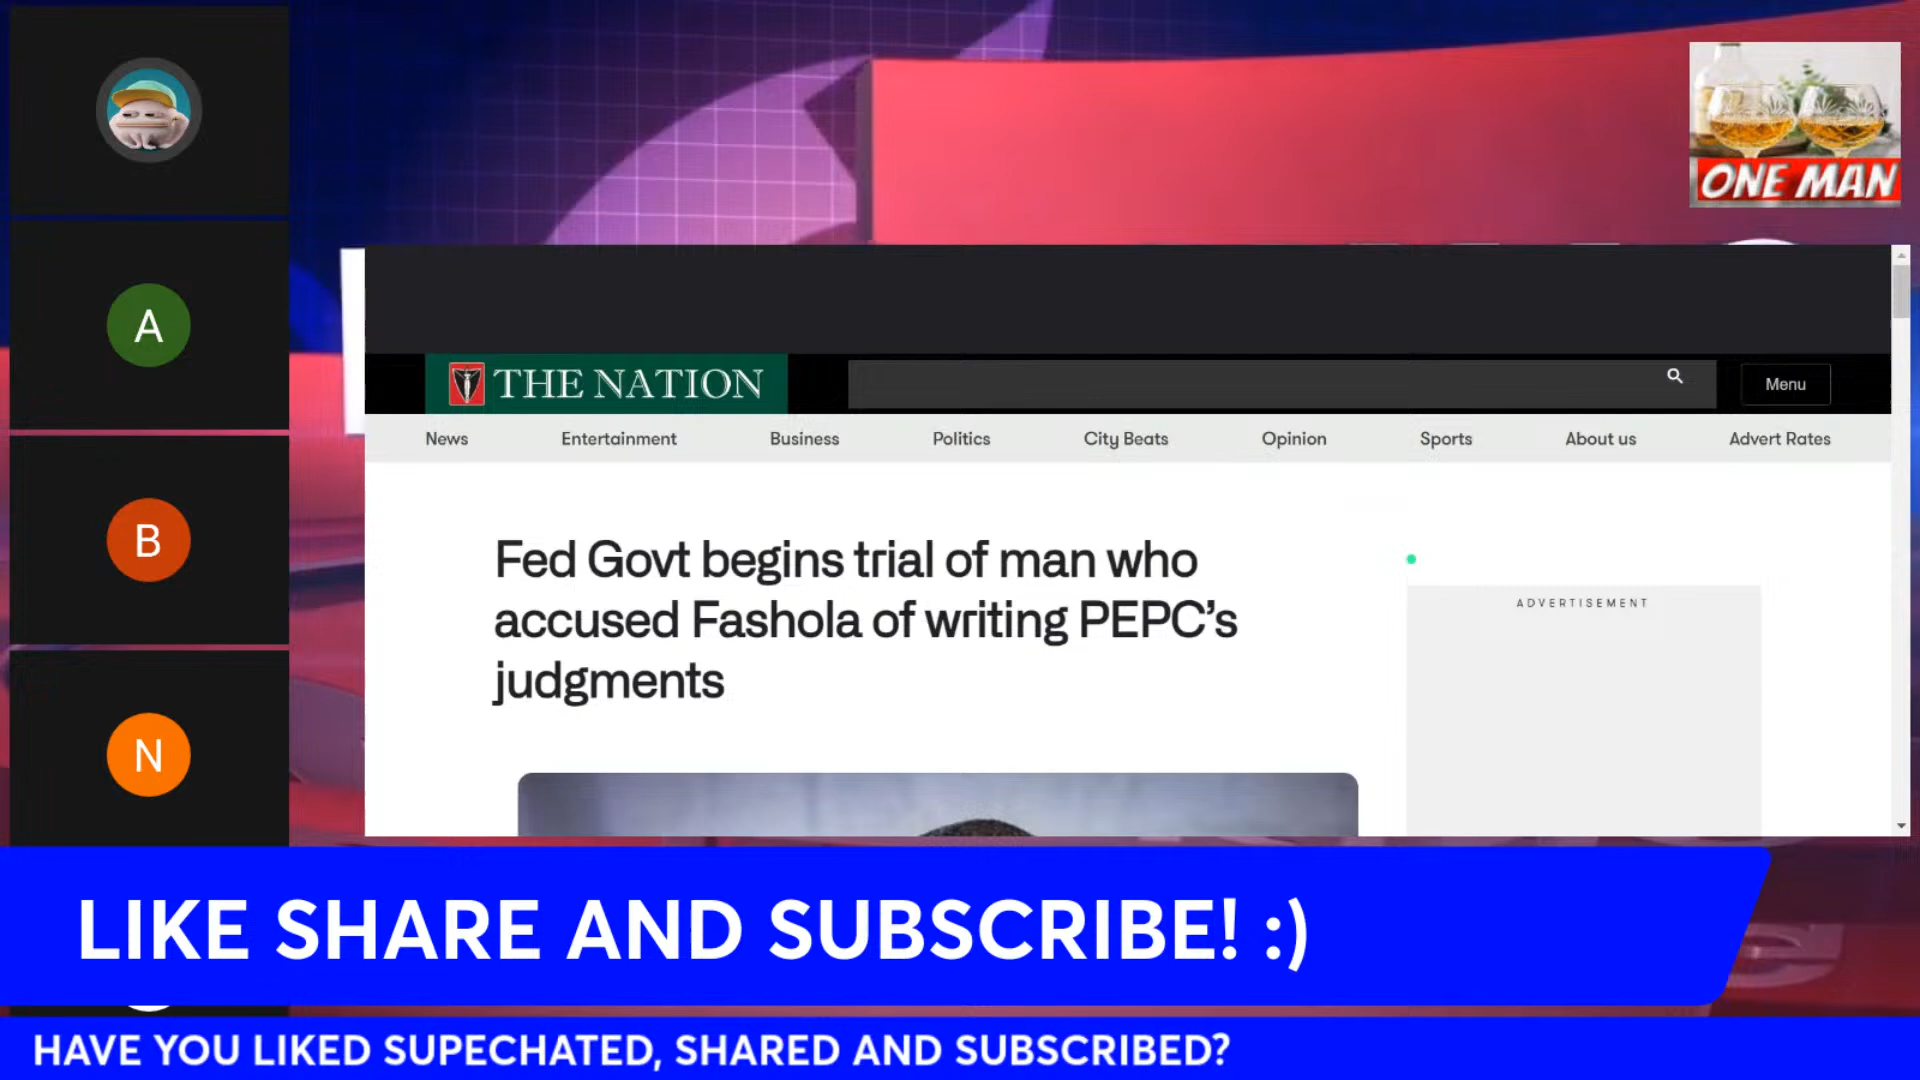 ONE MAN
A
B
N
THE NATION
Menu
News Entertainment Business Politics City Beats Opinion Sports About us Advert Rates
Fed Govt begins trial of man who
accused Fashola of writing PEPC’s
judgments
ADVERTISEMENT
LIKE SHARE AND SUBSCRIBE! :)
HAVE YOU LIKED SUPECHATED, SHARED AND SUBSCRIBED?